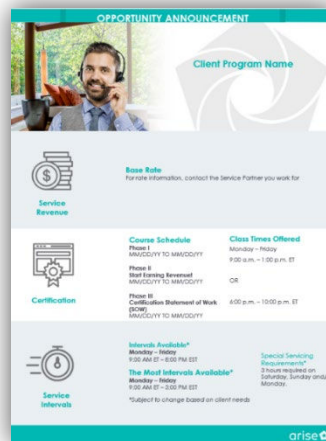 OPPORTUNITY ANNOUNCEMENT
Client Program Name
Service
Revenue
Base Rate
For rate information, contact the Service Partner you work for
Certification
Course Schedule
Phase I
MM/DD/YY TO MM/DD/YY
Phase II
Start Earning Revenue!
MM/DD/YY TO MM/DD/YY
Phase III
Certification Statement of Work
(SOW)
MM/DD/YY TO MM/DD/YY
Class Times Offered
Monday – Friday
9:00 a.m. – 1:00 p.m. ET
OR
6:00 p.m. – 10:00 p.m. ET
Service
Intervals
Intervals Available*
Monday – Friday
9:00 AM ET – 8:00 PM EST
The Most Intervals Available*
Monday – Friday
9:00 AM ET – 3:00 PM EST
*Subject to change based on client needs
Special Servicing
Requirements*
3 hours required on
Saturday, Sunday and/
Monday.
arise